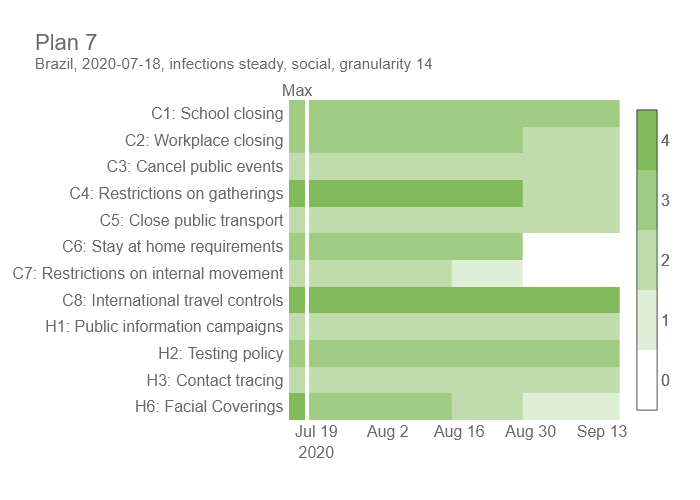 Plan 7
Brazil, 2020-07-18, infections steady, social, granularity 14
Max
C1: School closing
C2: Workplace closing
C3: Cancel public events
C4: Restrictions on gatherings
C5: Close public transport
C6: Stay at home requirements
C7: Restrictions on internal movement
C8: International travel controls
H1: Public information campaigns
H2: Testing policy
H3: Contact tracing
H6: Facial Coverings
Jul 19 Aug 2 Aug 16 Aug 30 Sep 13
2020
4
3
2
1
0